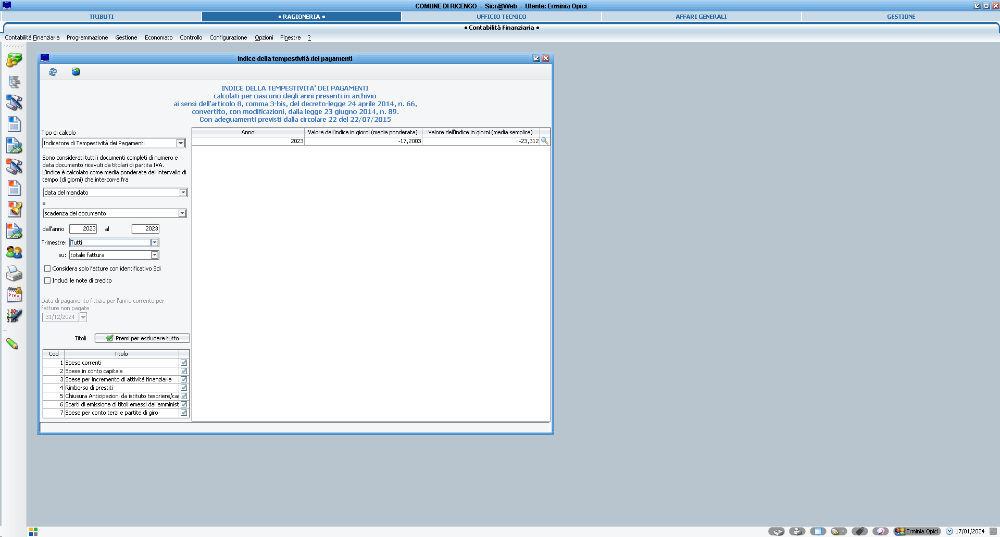 COMUNE DI RICENGO - Sicr@Web - Utente: Erminia Opici
TRIBUTI
• RAGIONERIA •
UFFICIO TECNICO
AFFARI GENERALI
GESTIONE
• Contabilità Finanziaria •
Contabilità Finanziaria Programmazione Gestione Economato Controllo Configurazione Opzioni Finestre ?
Indice della tempestività dei pagamenti
INDICE DELLA TEMPESTIVITA' DEI PAGAMENTI
calcolati per ciascuno degli anni presenti in archivio
ai sensi dell'articolo 8, comma 3-bis, del decreto-legge 24 aprile 2014, n. 66,
convertito, con modificazioni, dalla legge 23 giugno 2014, n. 89.
Con adeguamenti previsti dalla circolare 22 del 22/07/2015
Tipo di calcolo
Indicatore di Tempestività dei Pagamenti
Sono considerati tutti i documenti completi di numero e
data documento ricevuti da titolari di partita IVA.
L'indice è calcolato come media ponderata dell'intervallo di
tempo (di giorni) che intercorre fra
data del mandato
e
scadenza del documento
dall'anno 2023 al 2023
Trimestre: Tutti
su: totale fattura
Considera solo fatture con identificativo Sdi
Includi le note di credito
Data di pagamento fittizia per l'anno corrente per
fatture non pagate
31/12/2024
Titoli Premi per escludere tutto
Cod Titolo
1 Spese correnti
2 Spese in conto capitale
3 Spese per incremento di attività finanziarie
4 Rimborso di prestiti
5 Chiusura Anticipazioni da istituto tesoriere/ca
6 Scarti di emissione di titoli emessi dall'amminist
7 Spese per conto terzi e partite di giro
Anno Valore dell'indice in giorni (media ponderata) Valore dell'indice in giorni (media semplice)
2023 -17,2003 -23,312
Prev
1.00+
2.00
3.00=
Erminia Opici 17/01/2024